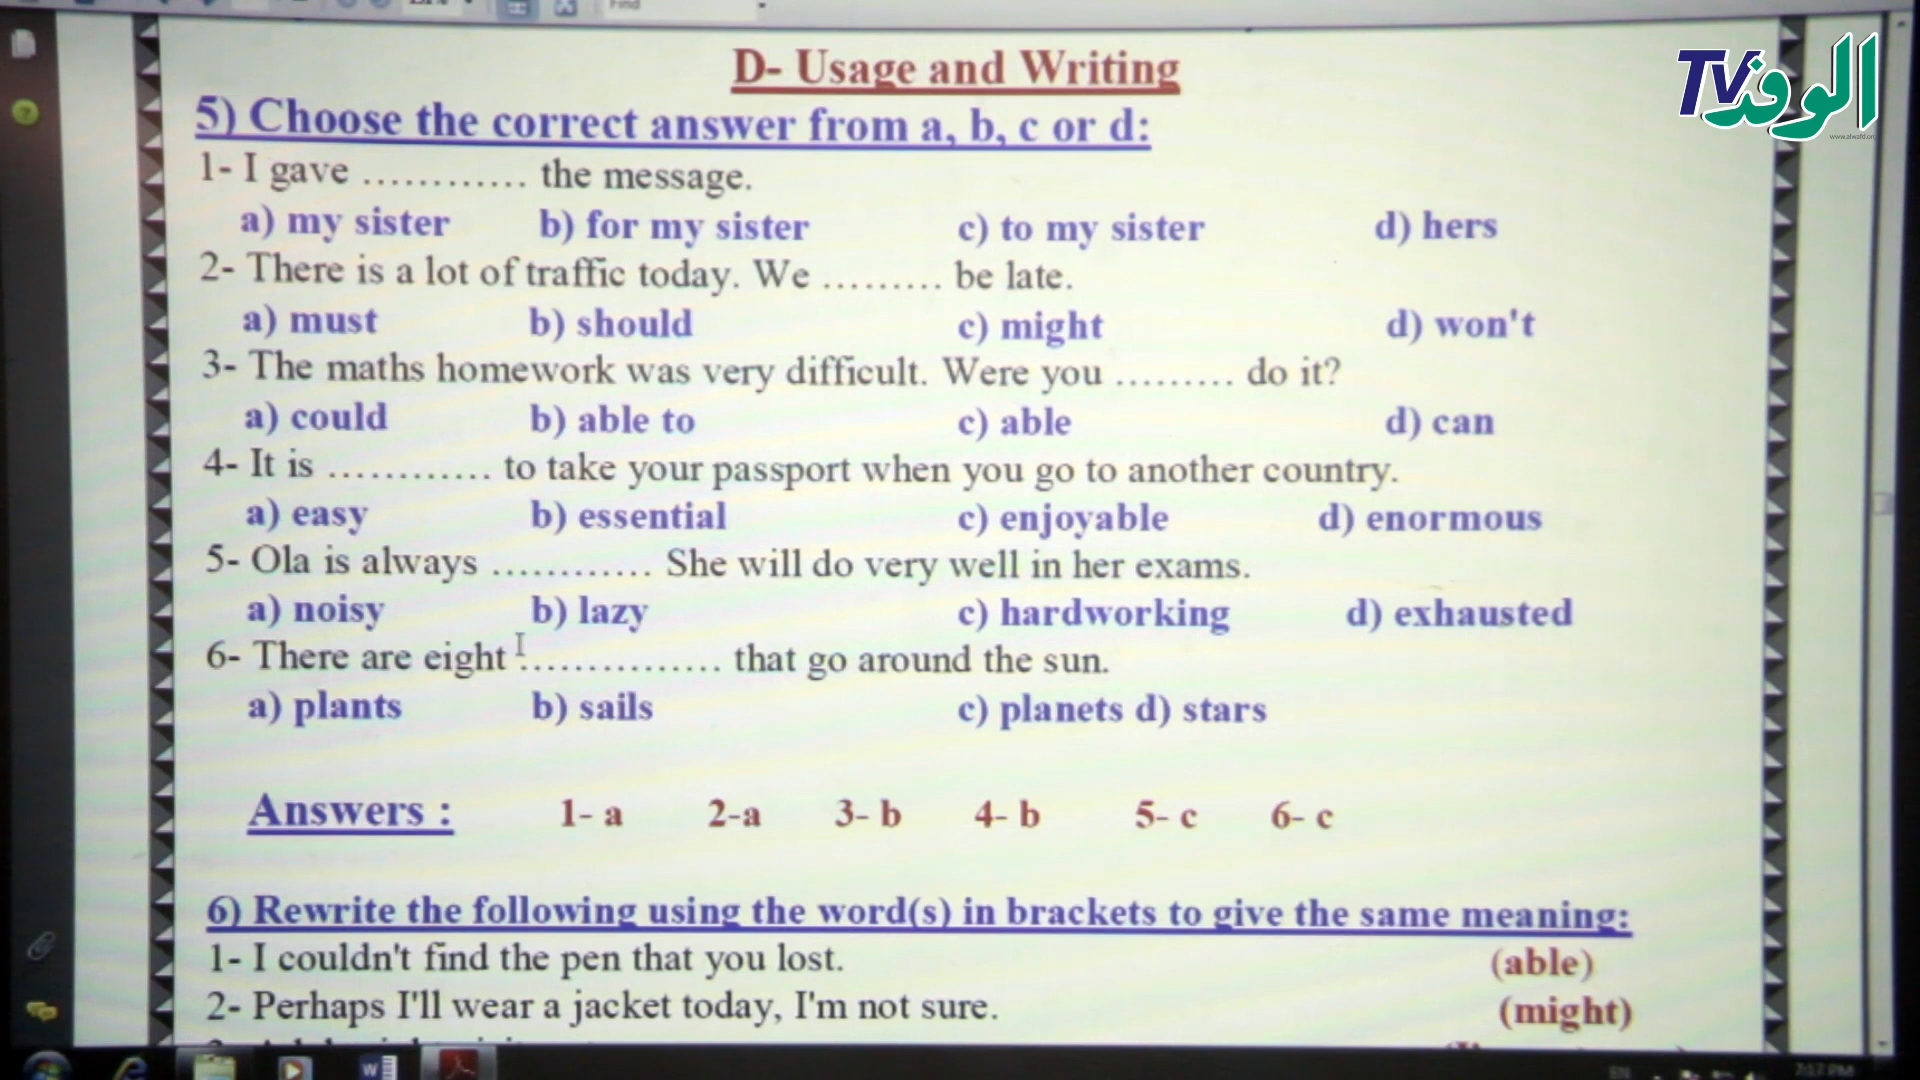 Find
TV الوفد
D- Usage and Writing
5) Choose the correct answer from a, b, c or d:
1- I gave ............ the message.
a) my sister b) for my sister c) to my sister d) hers
2- There is a lot of traffic today. We ......... be late.
a) must b) should c) might d) won't
3- The maths homework was very difficult. Were you ......... do it?
a) could b) able to c) able d) can
4- It is ............ to take your passport when you go to another country.
a) easy b) essential c) enjoyable d) enormous
5- Ola is always ............ She will do very well in her exams.
a) noisy b) lazy c) hardworking d) exhausted
6- There are eight ............... that go around the sun.
a) plants b) sails c) planets d) stars
Answers : 1- a 2-a 3- b 4- b 5- c 6- c
6) Rewrite the following using the word(s) in brackets to give the same meaning:
1- I couldn't find the pen that you lost. (able)
2- Perhaps I'll wear a jacket today, I'm not sure. (might)
EN 7:17 PM